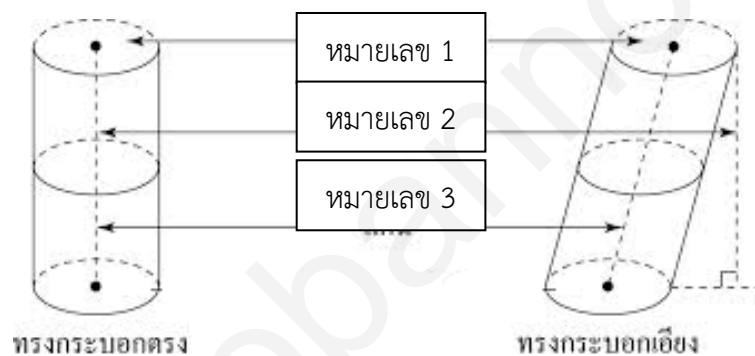 หมายเลข 1
หมายเลข 2
หมายเลข 3
ทรงกระบอกตรง
ทรงกระบอกเอียง